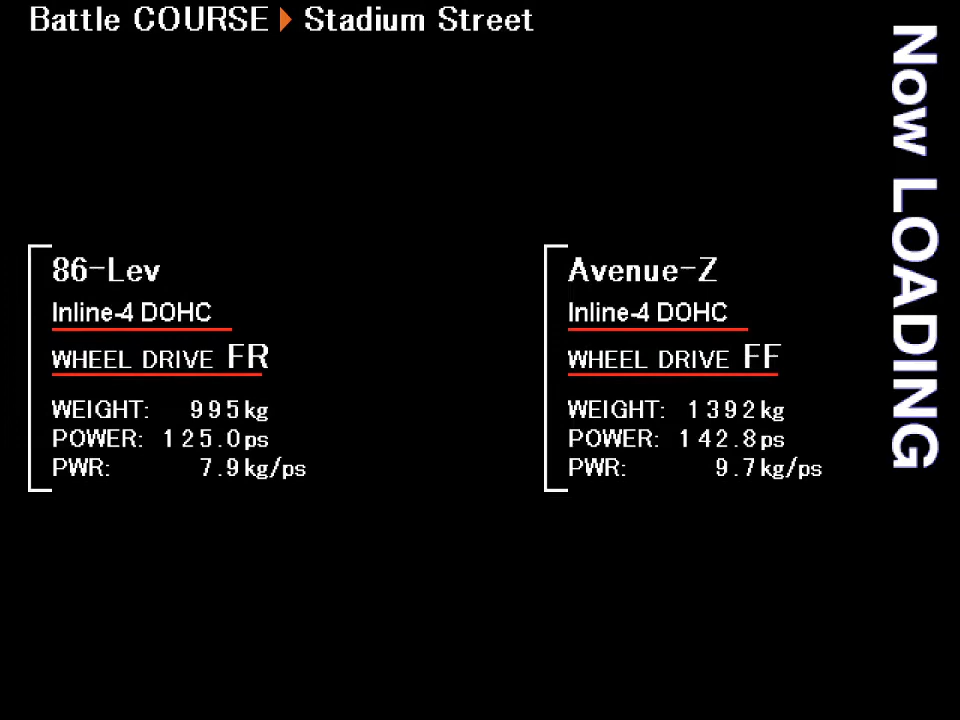 Battle COURSE Stadium Street
Now LOADING
86-Lev
Inline-4 DOHC
WHEEL DRIVE FR
WEIGHT: 995kg
POWER: 125.0ps
PWR: 7.9kg/ps
Avenue-Z
Inline-4 DOHC
WHEEL DRIVE FF
WEIGHT: 1392kg
POWER: 142.8ps
PWR: 9.7kg/ps